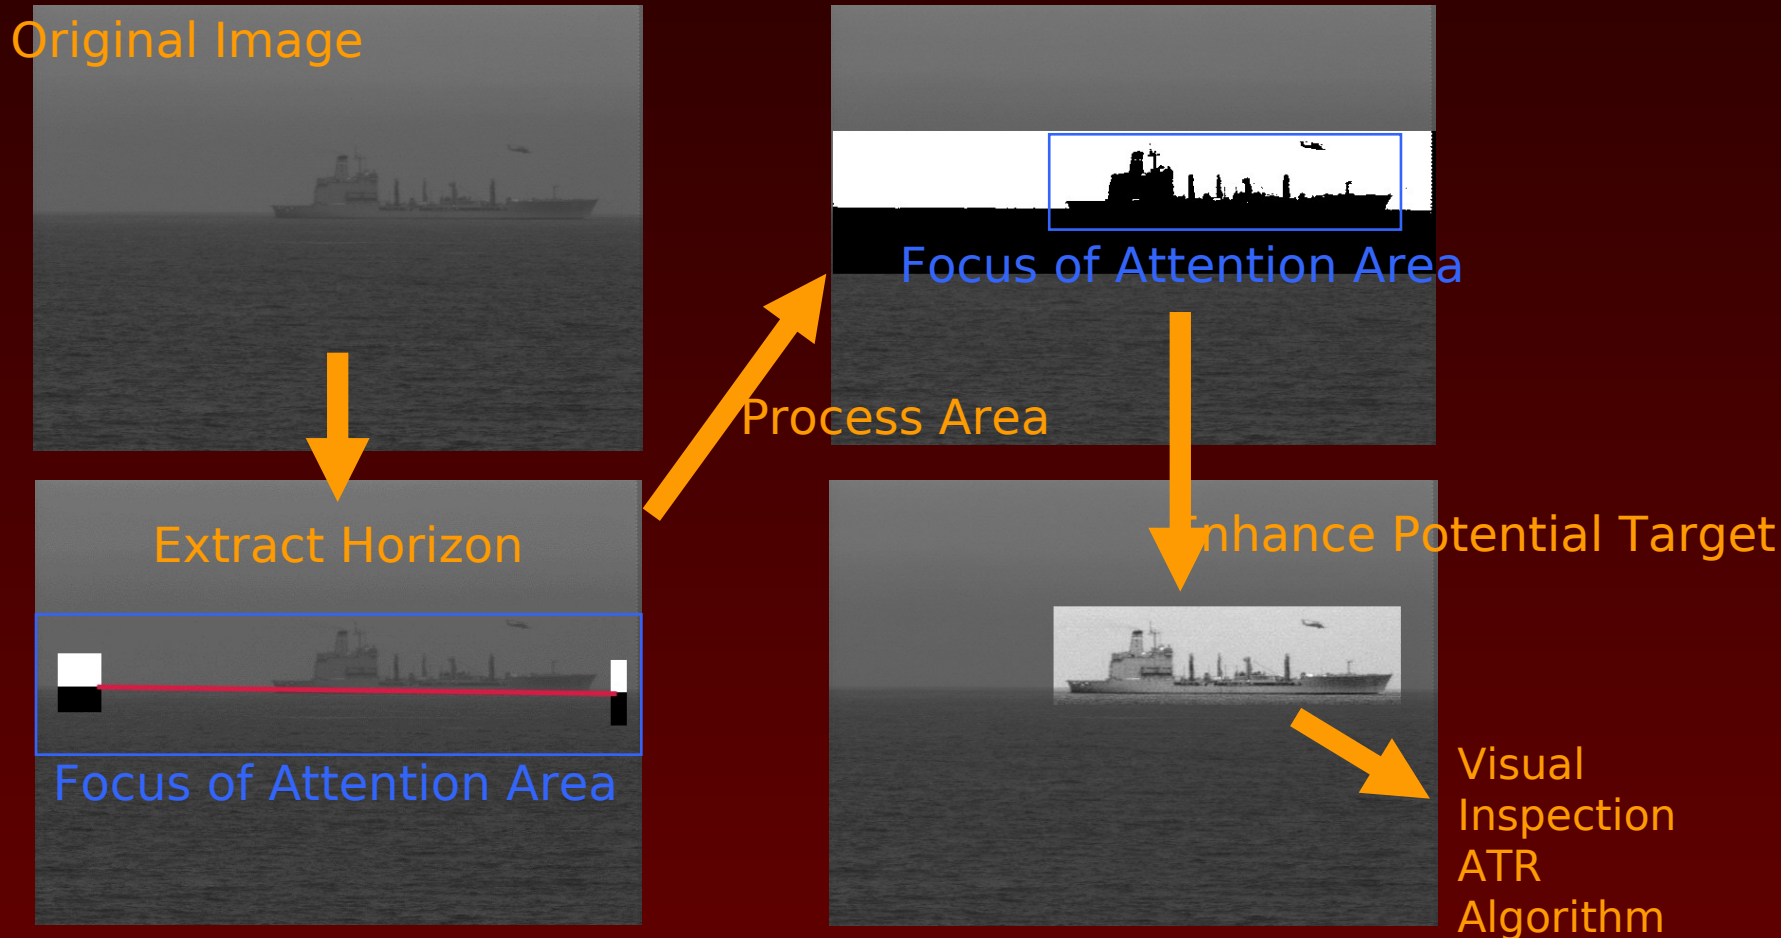 Original Image
Extract Horizon
Focus of Attention Area
Process Area
Focus of Attention Area
Enhance Potential Target
Visual
Inspection
ATR
Algorithm